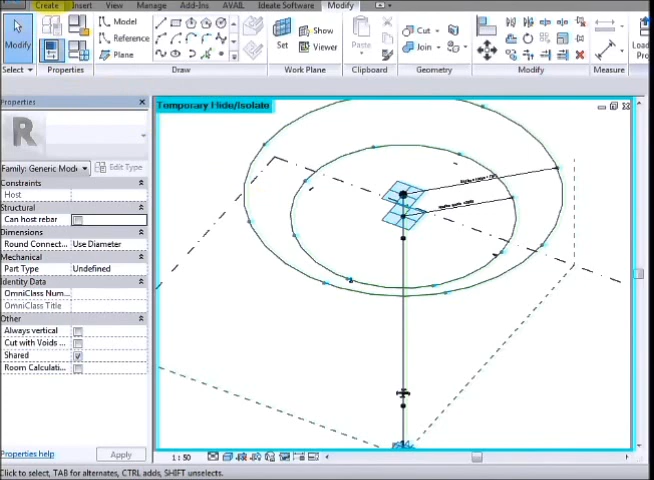 Create Insert View Manage Add-Ins AVAIL Ideate Software Modify
Modify
Model
Reference
Plane
Set
Show
Viewer
Paste
Cut
Join
Select
Properties
Draw
Work Plane
Clipboard
Geometry
Modify
Measure
Properties
Temporary Hide/Isolate
Family: Generic Mode
Edit Type
Constraints
Host
Structural
Can host rebar
Dimensions
Round Connect... Use Diameter
Mechanical
Part Type Undefined
Identity Data
OmniClass Num...
OmniClass Title
Other
Always vertical
Cut with Voids ...
Shared
Room Calculati...
Properties help
Apply
1 : 50
Click to select, TAB for alternates, CTRL adds, SHIFT unselects.